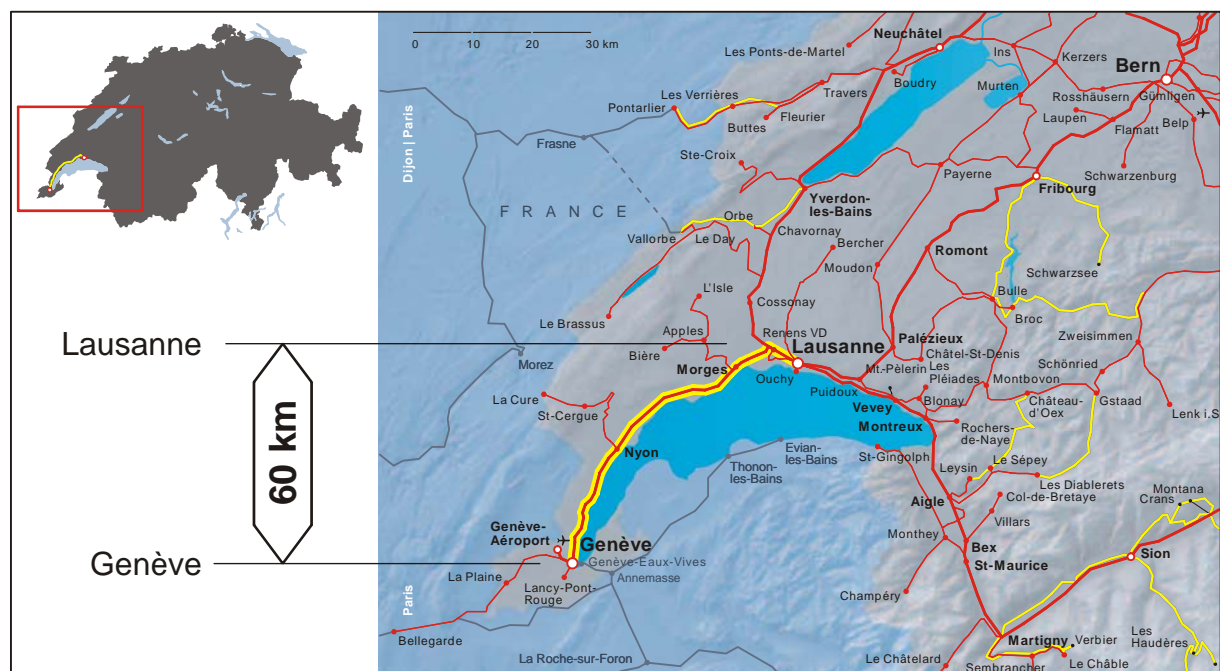 Lausanne
60 km
Genève
0 10 20 30 km
Dijon | Paris
Paris
FRANCE
Neuchâtel
Les Ponts-de-Martel
Ins
Kerzers
Bern
Les Verrières
Travers
Boudry
Murten
Rosshäusern
Gümligen
Pontarlier
Buttes
Fleurier
Laupen
Flamatt
Belp
Frasne
Ste-Croix
Payerne
Schwarzenburg
Yverdon-
les-Bains
Fribourg
Orbe
Chavornay
Vallorbe
Le Day
Bercher
Romont
Moudon
Schwarzsee
L'Isle
Cossonay
Bulle
Broc
Le Brassus
Apples
Renens VD
Palézieux
Zweisimmen
Bière
Lausanne
Châtel-St-Denis
Morez
Morges
Ouchy
Puidoux
Mt.-Pèlerin
Les
Pléiades
Montbovon
Schönried
La Cure
St-Cergue
Vevey
Blonay
Château-
d'Oex
Gstaad
Lenk i.S
Montreux
Rochers-
de-Naye
Nyon
Evian-
les-Bains
St-Gingolph
Thonon-
les-Bains
Leysin
Le Sépey
Les Diablerets
Aigle
Col-de-Bretaye
Montana
Crans
Villars
Genève-
Aéroport
Genève
Monthey
Bex
Sion
Genève-Eaux-Vives
St-Maurice
La Plaine
Annemasse
Lancy-Pont-
Rouge
Champéry
Bellegarde
Martigny
Verbier
Les
Haudères
La Roche-sur-Foron
Le Châtelard
Sembrancher
Le Châble